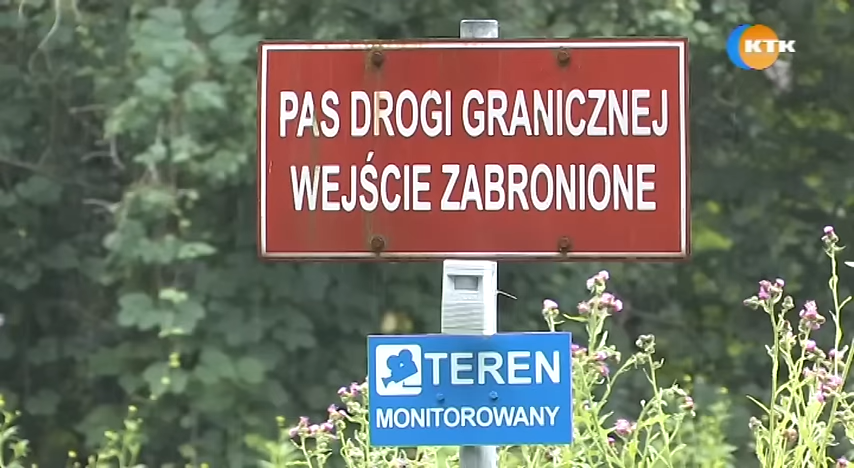 KTK
PAS DROGI GRANICZNEJ
WEJŚCIE ZABRONIONE
TEREN
MONITOROWANY